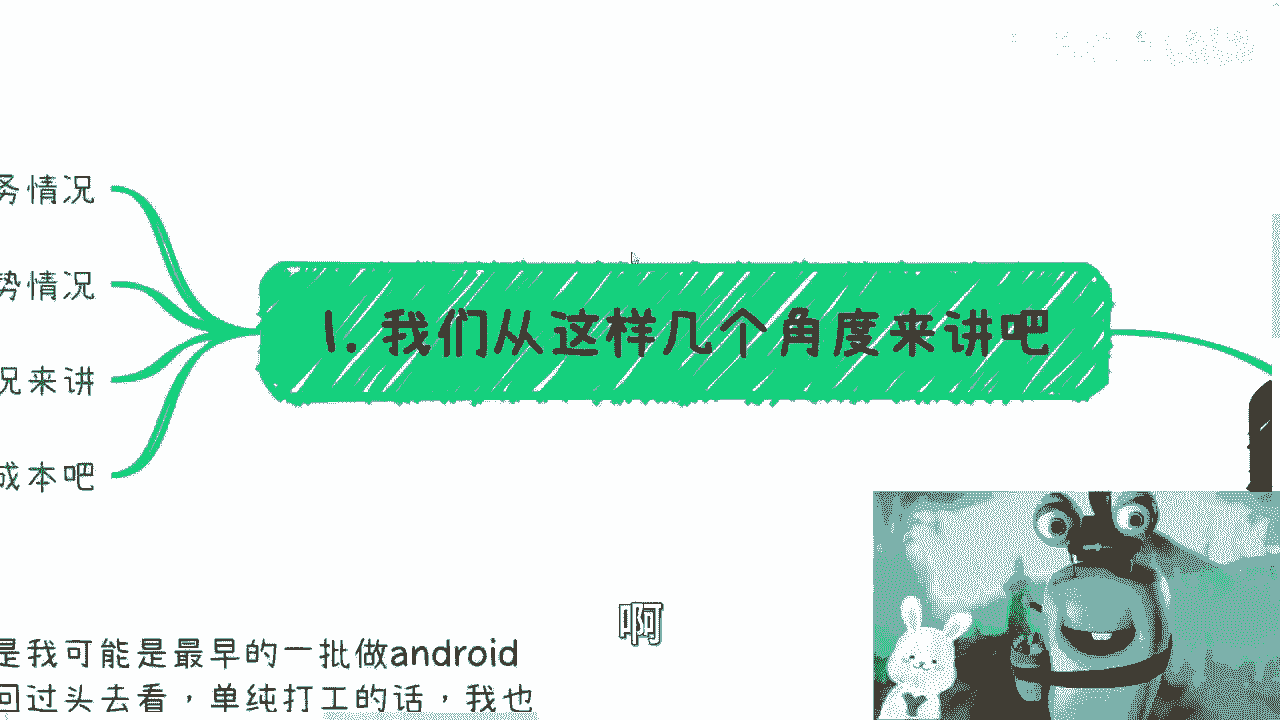 务情况
势情况
况来讲
成本吧
1. 我们从这样几个角度来讲吧
啊
是我可能是最早的一批做android
回过头去看，单纯打工的话，我也